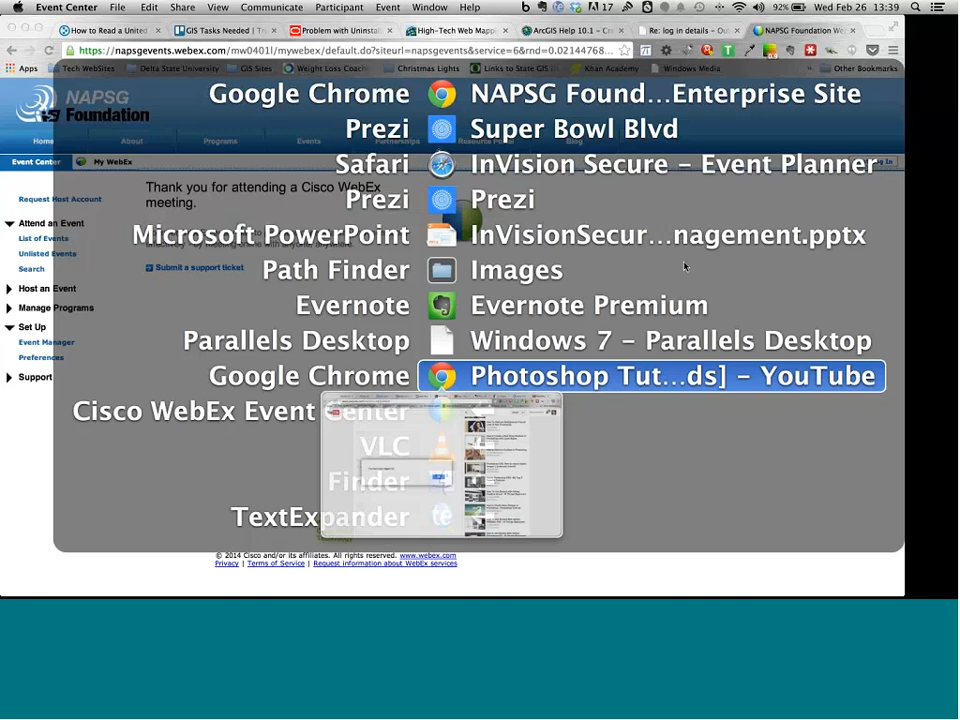 Event Center File Edit Share View Communicate Participant Event Window Help 17 92% Wed Feb 26 13:39
How to Read a United GIS Tasks Needed | T Problem with Uninstal High-Tech Web Mapp ArcGIS Help 10.1 - C Re: log in details - Ou NAPSG Foundation We
https://napsgevents.webex.com/mw0401l/mywebex/default.do?siteurl=napsgevents&service=6&rnd=0.02144768...
Apps Tech WebSites Delta State University GIS Sites Weight Loss Coach Christmas Lights Links to State GIS Khan Academy Windows Media Other Bookmarks
NAPSG
Foundation
Home About Programs Events Partnerships Blog
Event Center My WebEx
Request Host Account
Attend an Event
List of Events
Unlisted Events
Search
Host an Event
Manage Programs
Set Up
Event Manager
Preferences
Support
Thank you for attending a Cisco WebEx
meeting.
Submit a support ticket
Google Chrome NAPSG Found...Enterprise Site
Prezi Super Bowl Blvd
Safari InVision Secure - Event Planner
Prezi Prezi
Microsoft PowerPoint InVisionSecur...nagement.pptx
Path Finder Images
Evernote Evernote Premium
Parallels Desktop Windows 7 - Parallels Desktop
Google Chrome Photoshop Tut...ds] - YouTube
Cisco WebEx Event Center
VLC
Finder
TextExpander
© 2014 Cisco and/or its affiliates. All rights reserved. www.webex.com
Privacy | Terms of Service | Request information about WebEx services